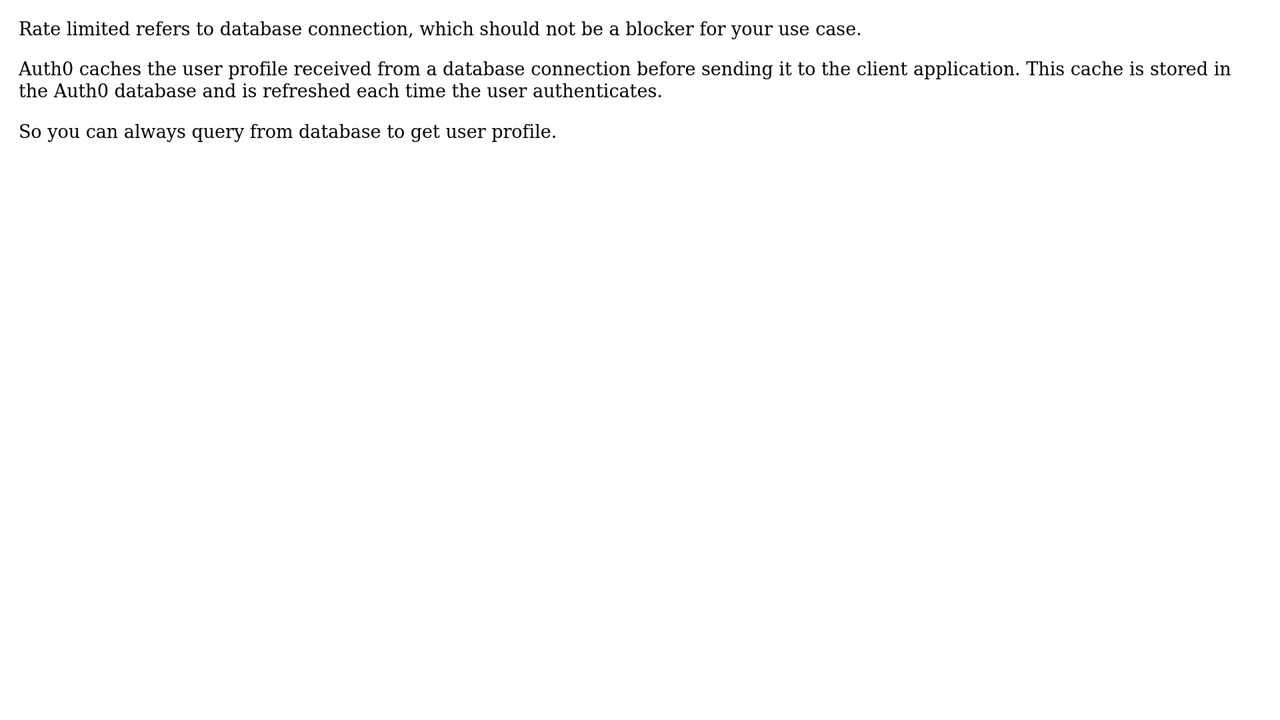 Rate limited refers to database connection, which should not be a blocker for your use case.
Auth0 caches the user profile received from a database connection before sending it to the client application. This cache is stored in
the Auth0 database and is refreshed each time the user authenticates.
So you can always query from database to get user profile.